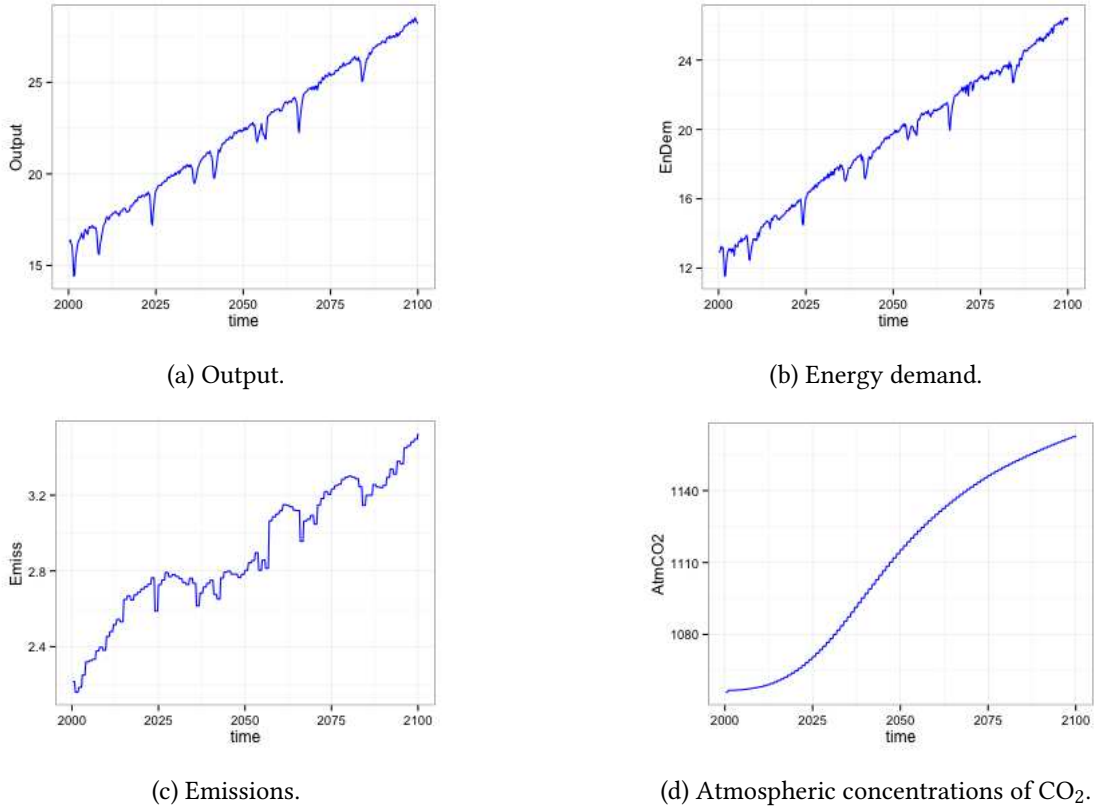 Output
25
20
15
2000 2025 2050 2075 2100
time
(a) Output.
EnDem
24
20
16
12
2000 2025 2050 2075 2100
time
(b) Energy demand.
Emiss
3.2
2.8
2.4
2000 2025 2050 2075 2100
time
(c) Emissions.
AtmCO2
1140
1110
1080
2000 2025 2050 2075 2100
time
(d) Atmospheric concentrations of CO₂.